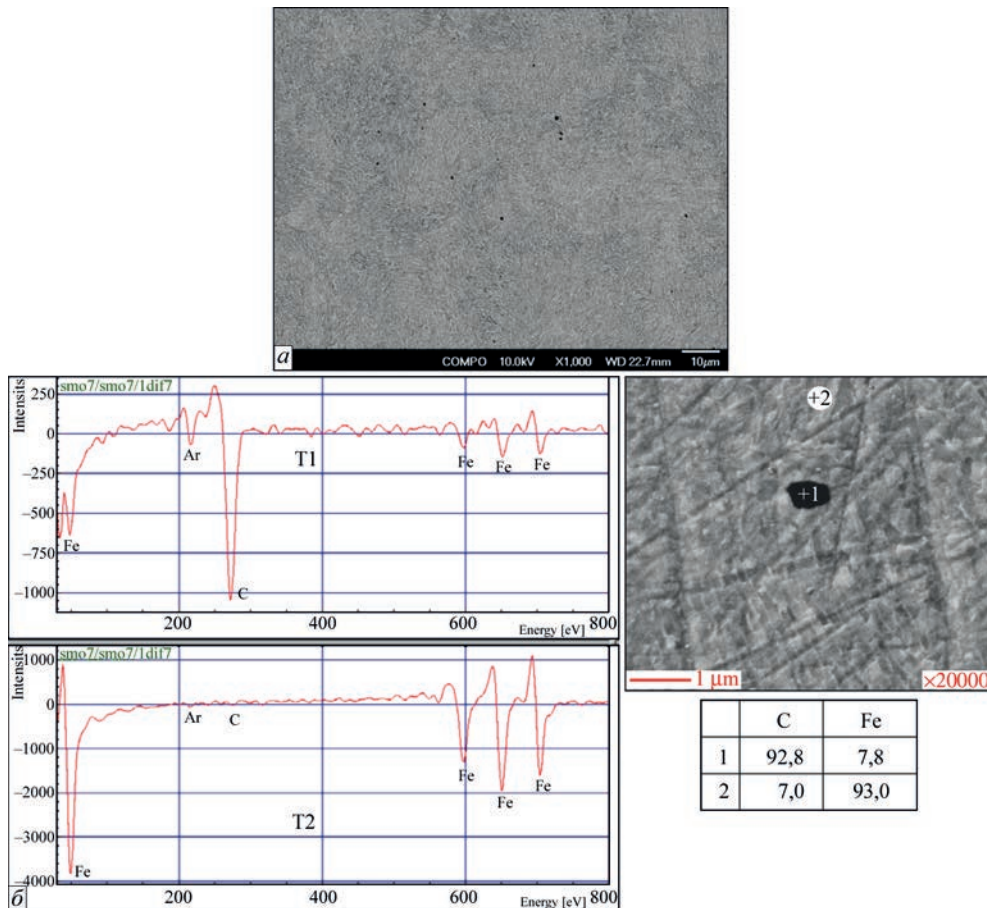 a
COMPO 10.0kV X1,000 WD 22.7mm 10µm
smo7/smo7/1dif7
Intensits
250
0
–250
–500
–750
–1000
Ar
T1
Fe Fe Fe
Fe
C
200 400 600 800
Energy [eV]
smo7/smo7/1dif7
Intensits
1000
0
–1000
–2000
–3000
–4000
Ar C
Fe Fe Fe
T2
Fe
200 400 600 800
Energy [eV]
б
+2
+1
1 µm ×20000
C Fe
1 92,8 7,8
2 7,0 93,0